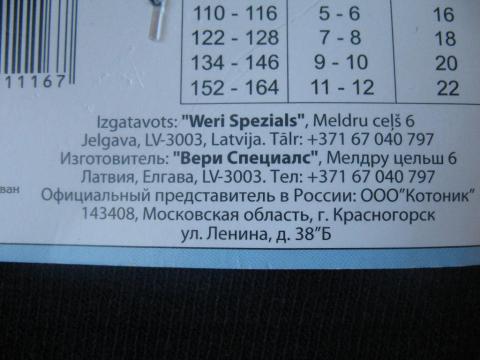 110 - 116 5 - 6 16
122 - 128 7 - 8 18
134 - 146 9 - 10 20
152 - 164 11 - 12 22
11167
Izgatavots: "Weri Spezials", Meldru ceļš 6
Jelgava, LV-3003, Latvija. Tālr: +371 67 040 797
Изготовитель: "Вери Специалс", Мелдру цельш 6
Латвия, Елгава, LV-3003. Тел: +371 67 040 797
Официальный представитель в России: ООО"Котоник"
143408, Московская область, г. Красногорск
ул. Ленина, д. 38"Б